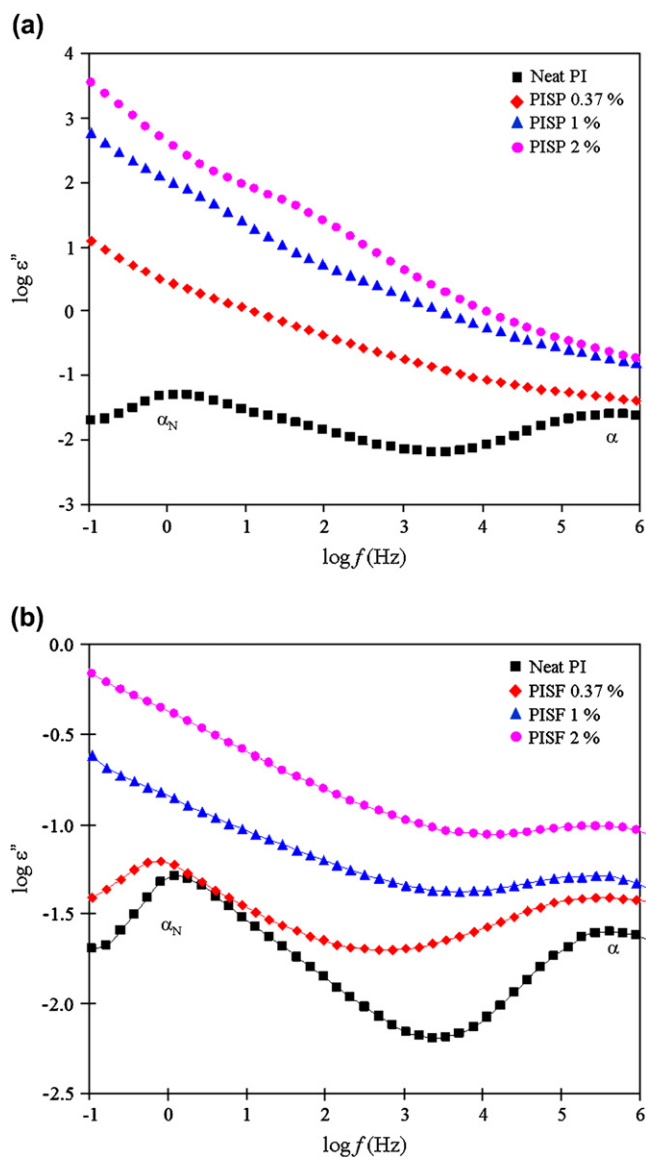 (a)
4
3
2
1
0
-1
-2
-3
log ε"
Neat PI
PISP 0.37 %
PISP 1 %
PISP 2 %
αN
α
-1 0 1 2 3 4 5 6
log f (Hz)
(b)
0.0
-0.5
-1.0
-1.5
-2.0
-2.5
log ε"
Neat PI
PISF 0.37 %
PISF 1 %
PISF 2 %
αN
α
-1 0 1 2 3 4 5 6
log f (Hz)